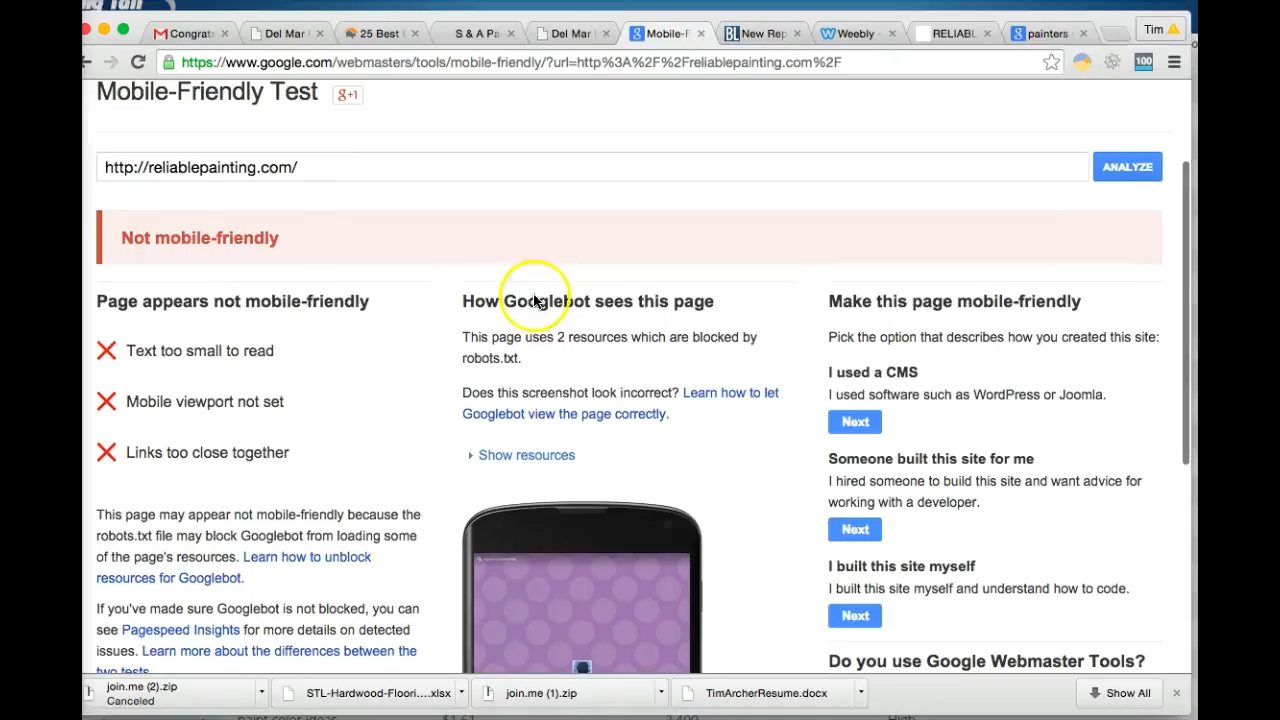 Congrats
Del Mar
25 Best
S & A Pa
Del Mar
Mobile-F
BL New Rep
Weebly -
RELIABL
painters
Tim
https://www.google.com/webmasters/tools/mobile-friendly/?url=http%3A%2F%2Freliablepainting.com%2F
100
Mobile-Friendly Test
g+1
http://reliablepainting.com/
ANALYZE
Not mobile-friendly
Page appears not mobile-friendly
Text too small to read
Mobile viewport not set
Links too close together
This page may appear not mobile-friendly because the
robots.txt file may block Googlebot from loading some
of the page's resources. Learn how to unblock
resources for Googlebot.
If you've made sure Googlebot is not blocked, you can
see Pagespeed Insights for more details on detected
issues. Learn more about the differences between the
two tests.
How Googlebot sees this page
This page uses 2 resources which are blocked by
robots.txt.
Does this screenshot look incorrect? Learn how to let
Googlebot view the page correctly.
Show resources
Make this page mobile-friendly
Pick the option that describes how you created this site:
I used a CMS
I used software such as WordPress or Joomla.
Next
Someone built this site for me
I hired someone to build this site and want advice for
working with a developer.
Next
I built this site myself
I built this site myself and understand how to code.
Next
Do you use Google Webmaster Tools?
join.me (2).zip
Canceled
STL-Hardwood-Floori....xlsx
join.me (1).zip
TimArcherResume.docx
Show All
paint color ideas
$1.61
2,400
High